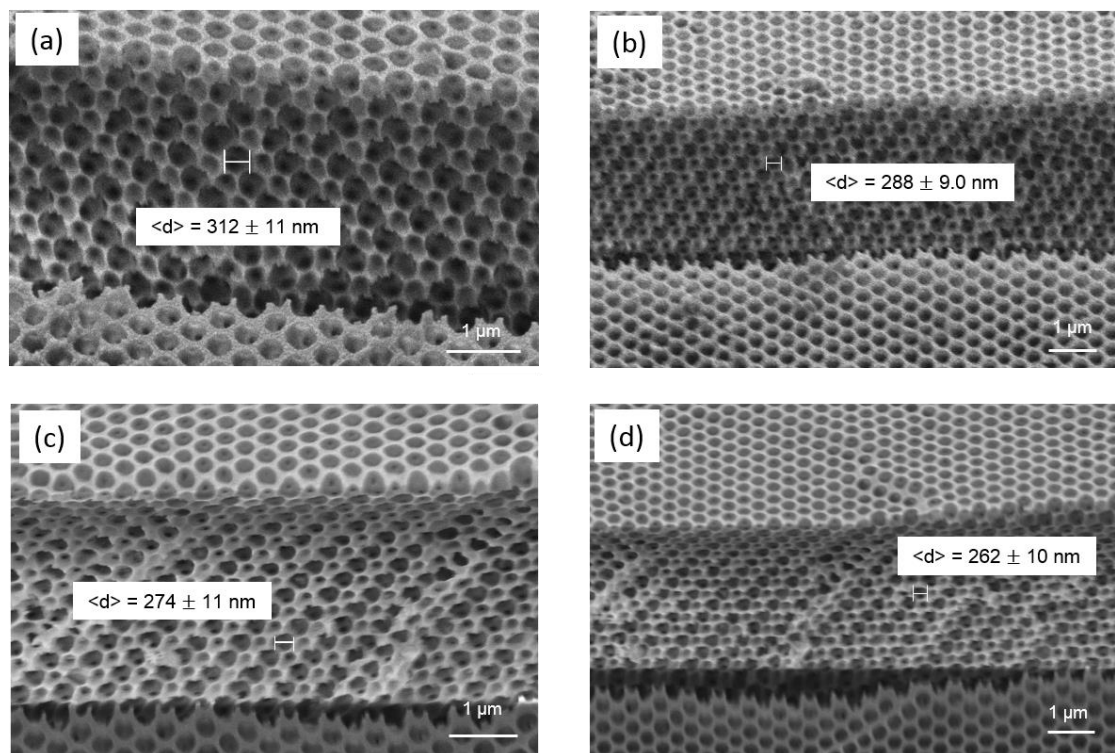 (a)
<d> = 312 ± 11 nm
1 μm
(b)
<d> = 288 ± 9.0 nm
1 μm
(c)
<d> = 274 ± 11 nm
1 μm
(d)
<d> = 262 ± 10 nm
1 μm